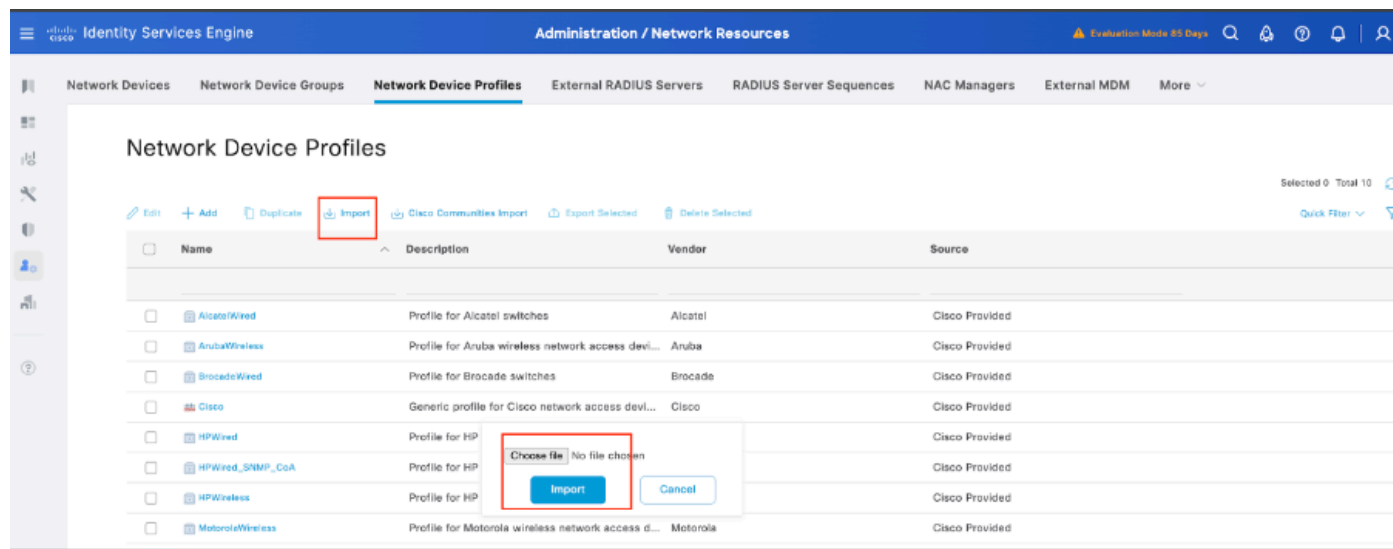 cisco Identity Services Engine Administration / Network Resources Evaluation Mode 85 Days
Network Devices Network Device Groups Network Device Profiles External RADIUS Servers RADIUS Server Sequences NAC Managers External MDM More
Network Device Profiles
Selected 0 Total 10
Edit Add Duplicate Import Cisco Communities Import Export Selected Delete Selected Quick Filter
Name Description Vendor Source
AlcatelWired Profile for Alcatel switches Alcatel Cisco Provided
ArubaWireless Profile for Aruba wireless network access devi... Aruba Cisco Provided
BrocadeWired Profile for Brocade switches Brocade Cisco Provided
Cisco Generic profile for Cisco network access devi... Cisco Cisco Provided
HPWired Profile for HP Cisco Provided
Choose file No file chosen
HPWired_SNMP_CoA Profile for HP Cisco Provided
Import Cancel
HPWireless Profile for HP Cisco Provided
MotorolaWireless Profile for Motorola wireless network access d... Motorola Cisco Provided